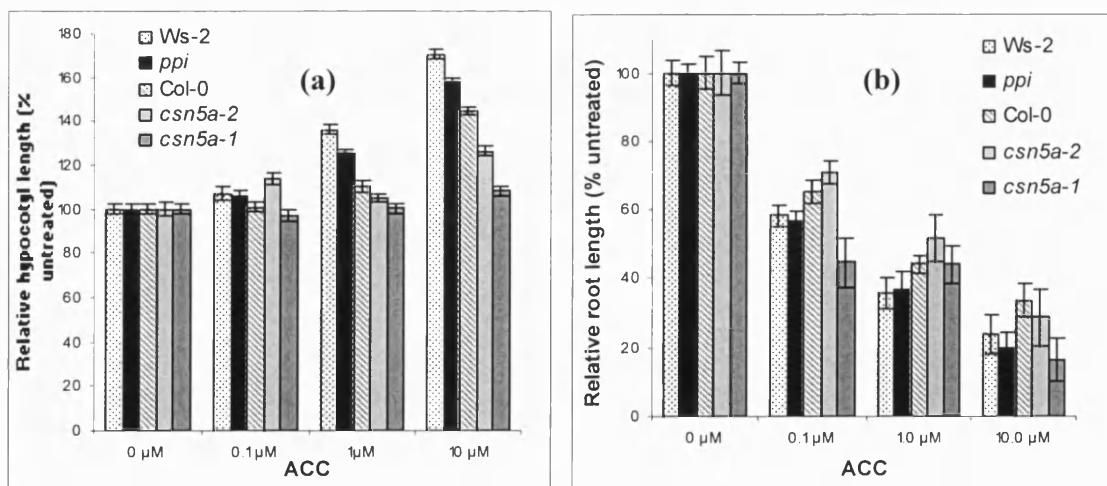 Relative hypocotyl length (% untreated)
180
160
140
120
100
80
60
40
20
0
(a)
Ws-2
ppi
Col-0
csn5a-2
csn5a-1
0 µM
0.1µM
1µM
10 µM
ACC
Relative root length (% untreated)
100
80
60
40
20
0
(b)
Ws-2
ppi
Col-0
csn5a-2
csn5a-1
0 µM
0.1 µM
1.0 µM
10.0 µM
ACC